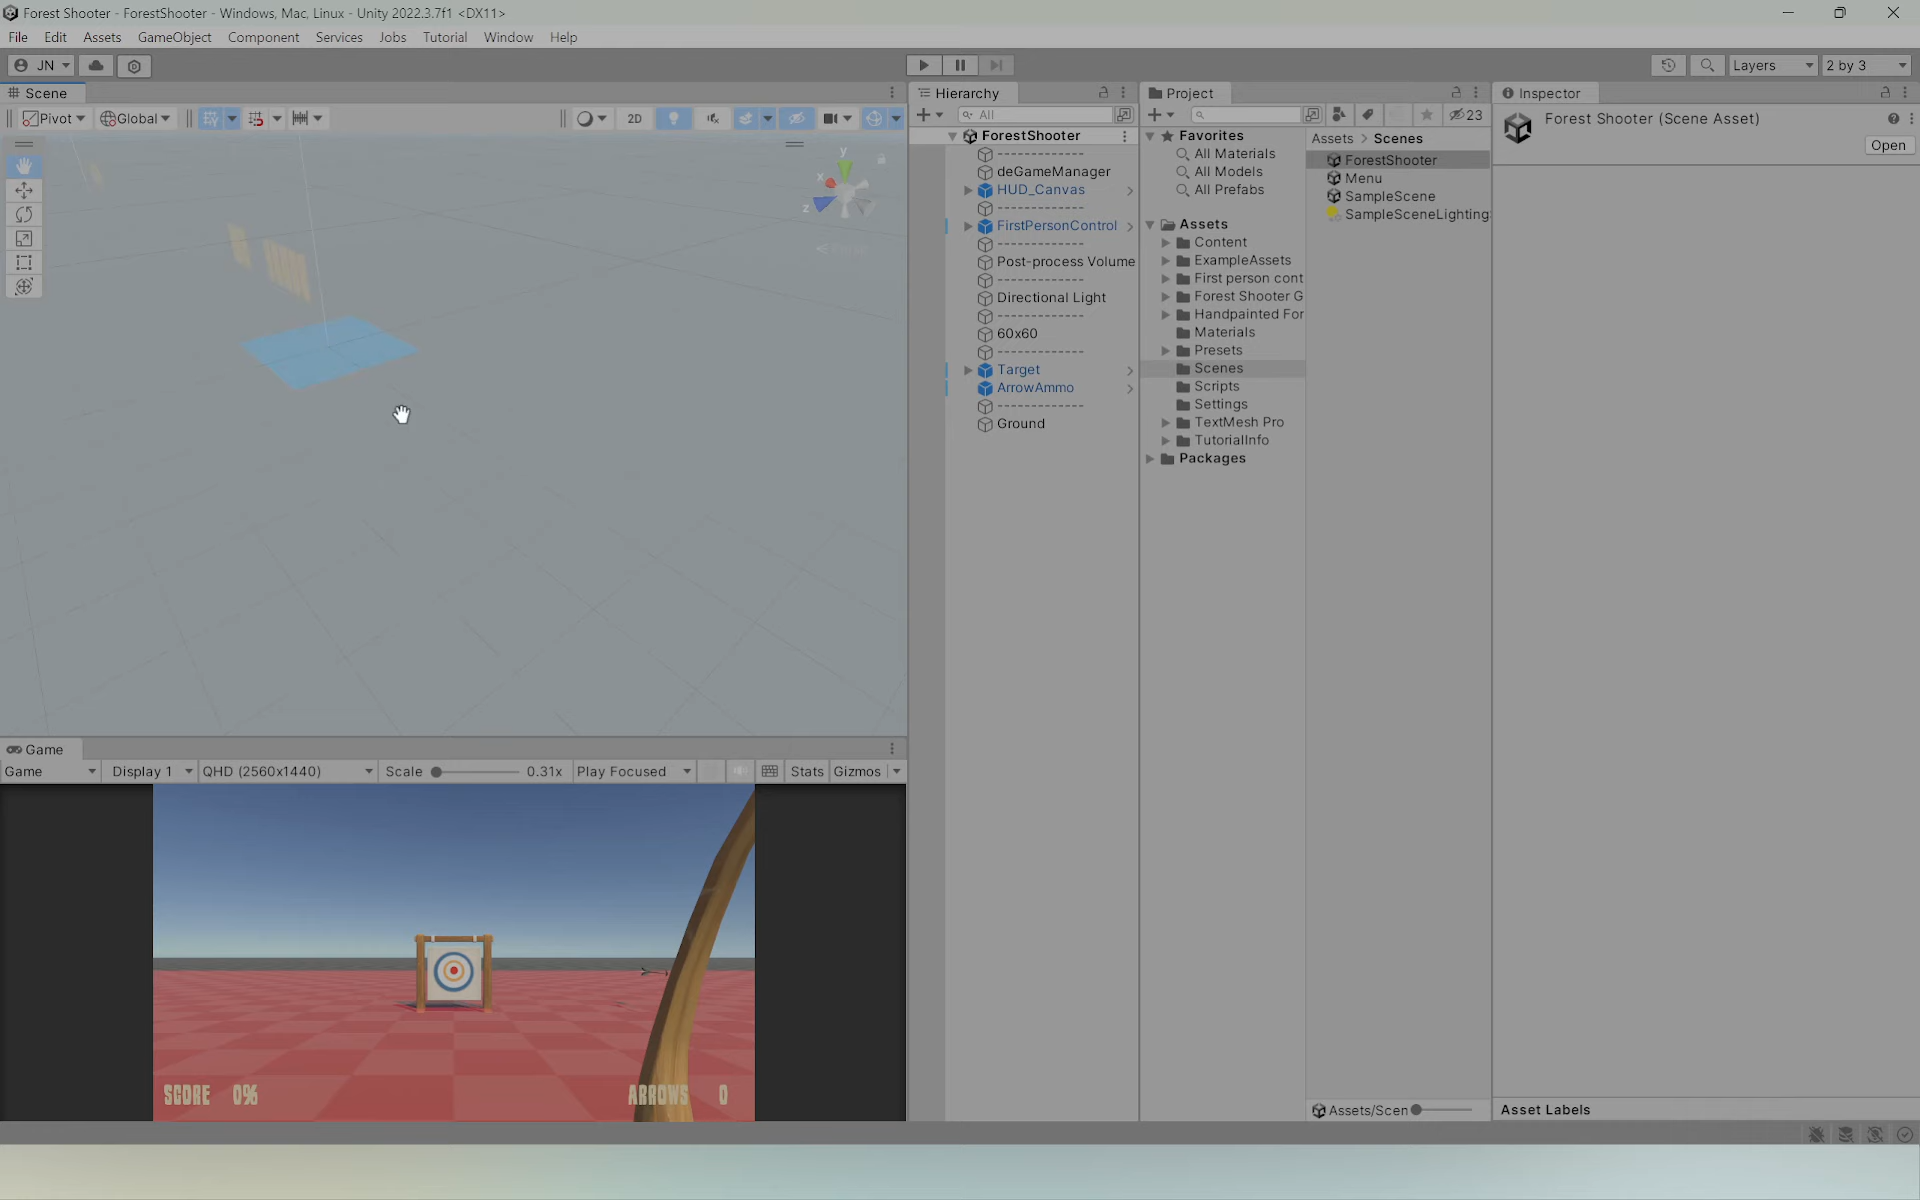 Forest Shooter - ForestShooter - Windows, Mac, Linux - Unity 2022.3.7f1 <DX11>
File Edit Assets GameObject Component Services Jobs Tutorial Window Help
JN
Layers
2 by 3
Scene
Pivot
Global
2D
y
x
z
Persp
Hierarchy
All
ForestShooter
------------
deGameManager
HUD_Canvas
------------
FirstPersonControl
------------
Post-process Volume
------------
Directional Light
------------
60x60
------------
Target
ArrowAmmo
------------
Ground
Project
23
Favorites
All Materials
All Models
All Prefabs
Assets
Content
ExampleAssets
First person cont
Forest Shooter G
Handpainted For
Materials
Presets
Scenes
Scripts
Settings
TextMesh Pro
TutorialInfo
Packages
Assets > Scenes
ForestShooter
Menu
SampleScene
SampleSceneLighting
Assets/Scen
Inspector
Forest Shooter (Scene Asset)
Open
Asset Labels
Game
Game Display 1 QHD (2560x1440) Scale 0.31x Play Focused Stats Gizmos
SCORE 0%
ARROWS 0